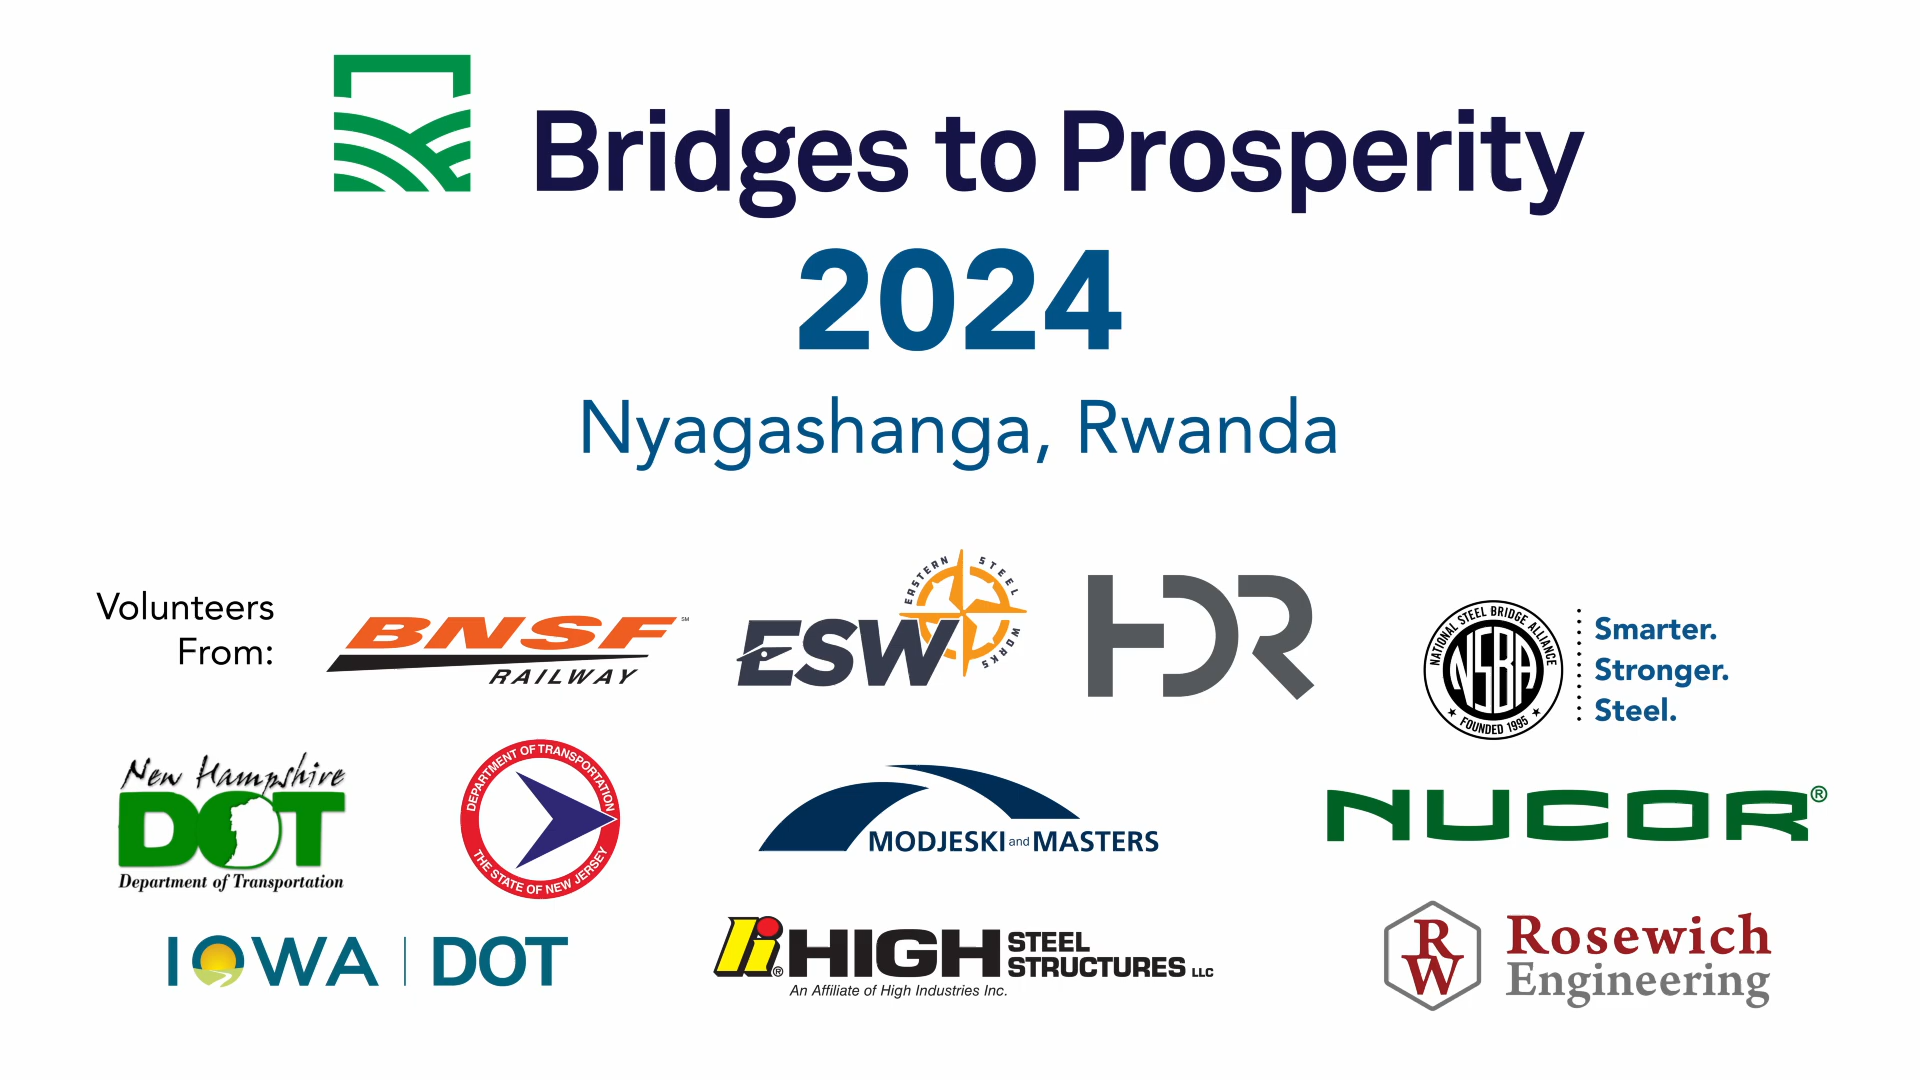 Bridges to Prosperity
2024
Nyagashanga, Rwanda
Volunteers
From:
BNSF
RAILWAY
SM
ESW
EASTERN STEEL WORKS
HDR
NATIONAL STEEL BRIDGE ALLIANCE
NSBA
FOUNDED 1995
Smarter.
Stronger.
Steel.
New Hampshire
DOT
Department of Transportation
DEPARTMENT OF TRANSPORTATION
THE STATE OF NEW JERSEY
MODJESKI and MASTERS
NUCOR®
IOWA | DOT
® HIGH STEEL
STRUCTURES LLC
An Affiliate of High Industries Inc.
RW
Rosewich
Engineering